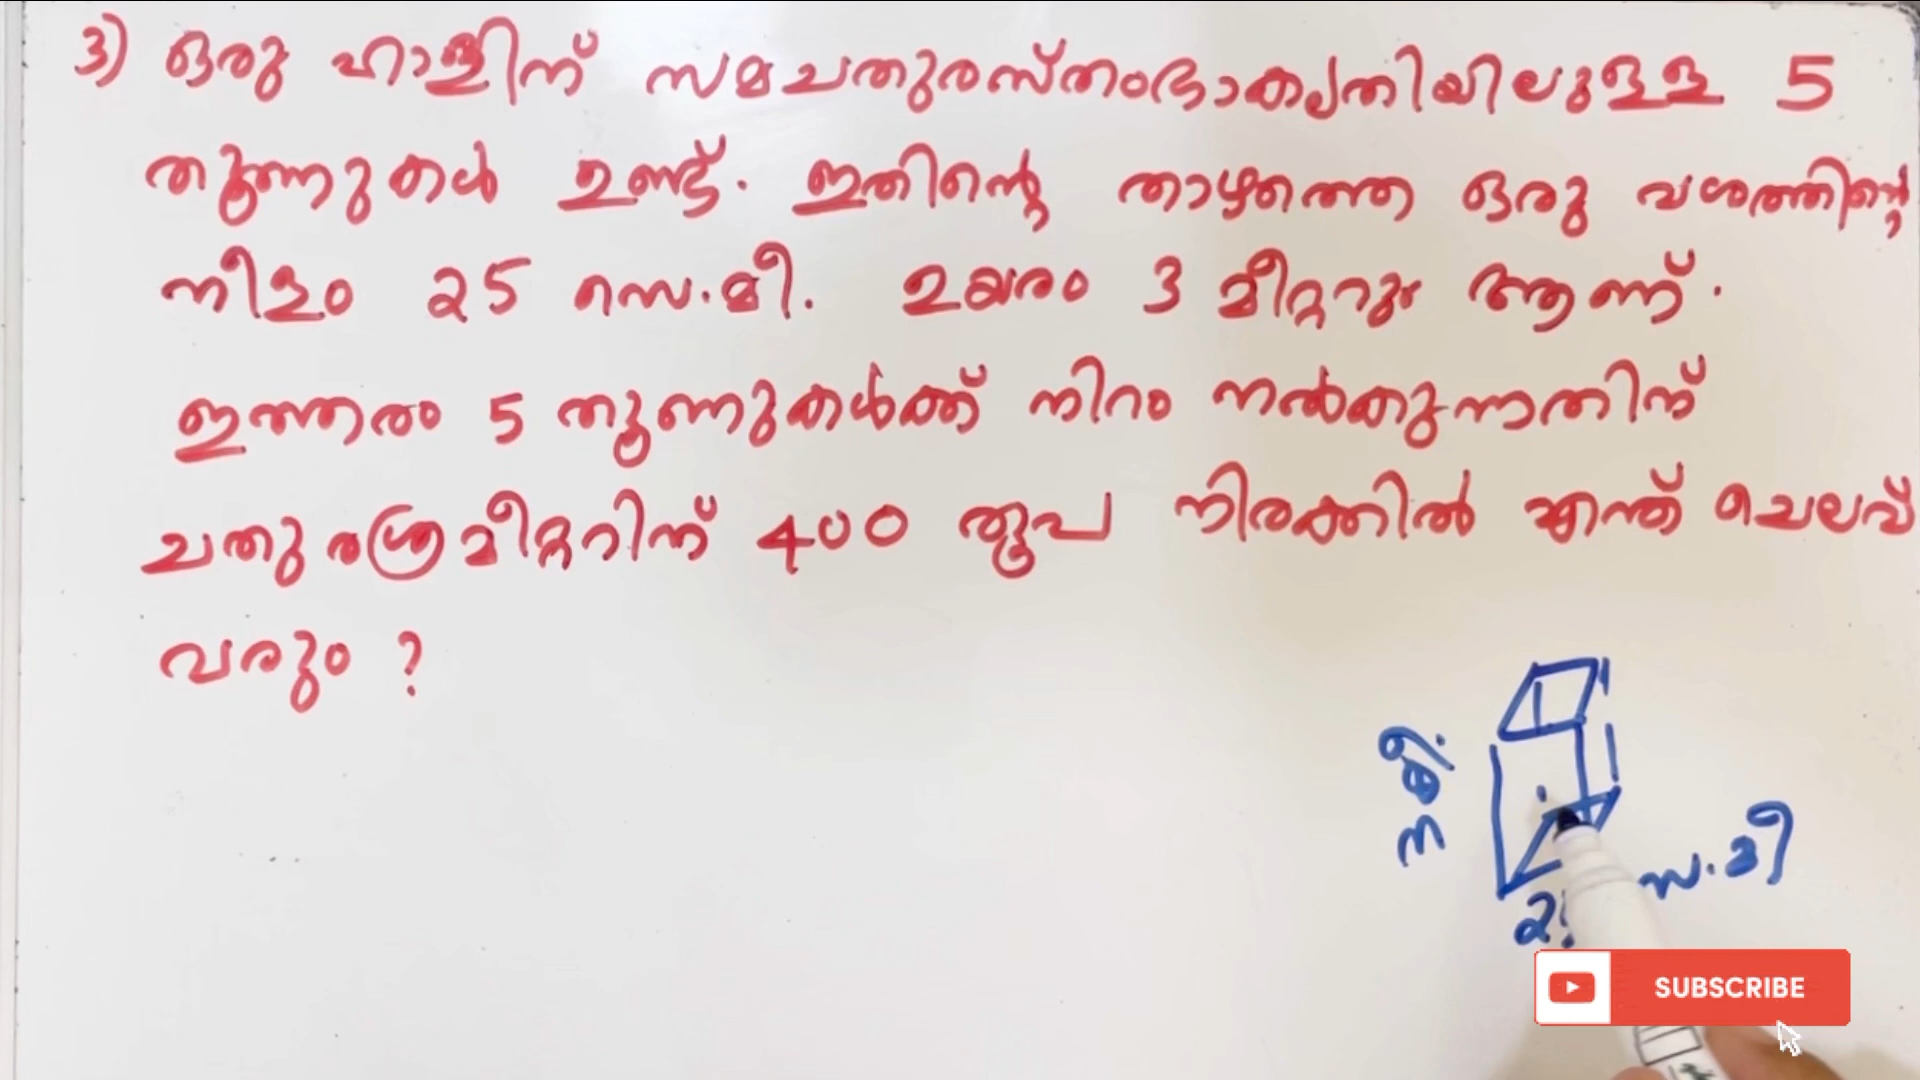 3) ഒരു ഹാളിന് സമചതുരസ്തംഭാകൃതിയിലുള്ള 5
തൂണുകൾ ഉണ്ട്. ഇതിന്റെ താഴത്തെ ഒരു വശത്തിന്റെ
നീളം 25 സെ.മീ. ഉയരം 3 മീറ്ററും ആണ്.
ഇത്തരം 5 തൂണുകൾക്ക് നിറം നൽകുന്നതിന്
ചതുരശ്രമീറ്ററിന് 400 രൂപ നിരക്കിൽ എന്ത് ചെലവ്
വരും ?
SUBSCRIBE